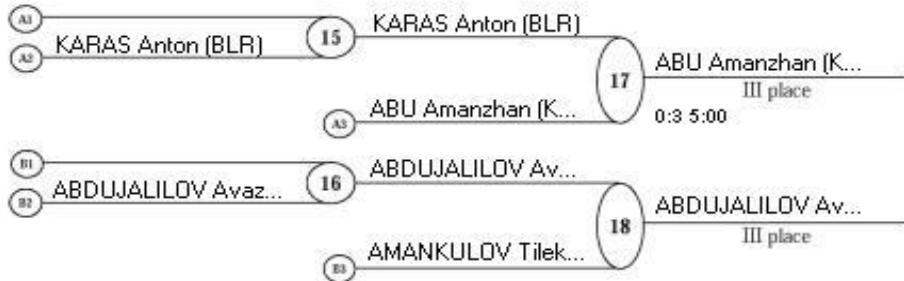 A1
KARAS Anton (BLR)
A2
15
KARAS Anton (BLR)
ABU Amanzhan (K...
A3
17
ABU Amanzhan (K...
III place
0:3 5:00
B1
ABDUJALILOV Avaz...
B2
16
ABDUJALILOV Av...
AMANKULOV Tilek...
B3
18
ABDUJALILOV Av...
III place